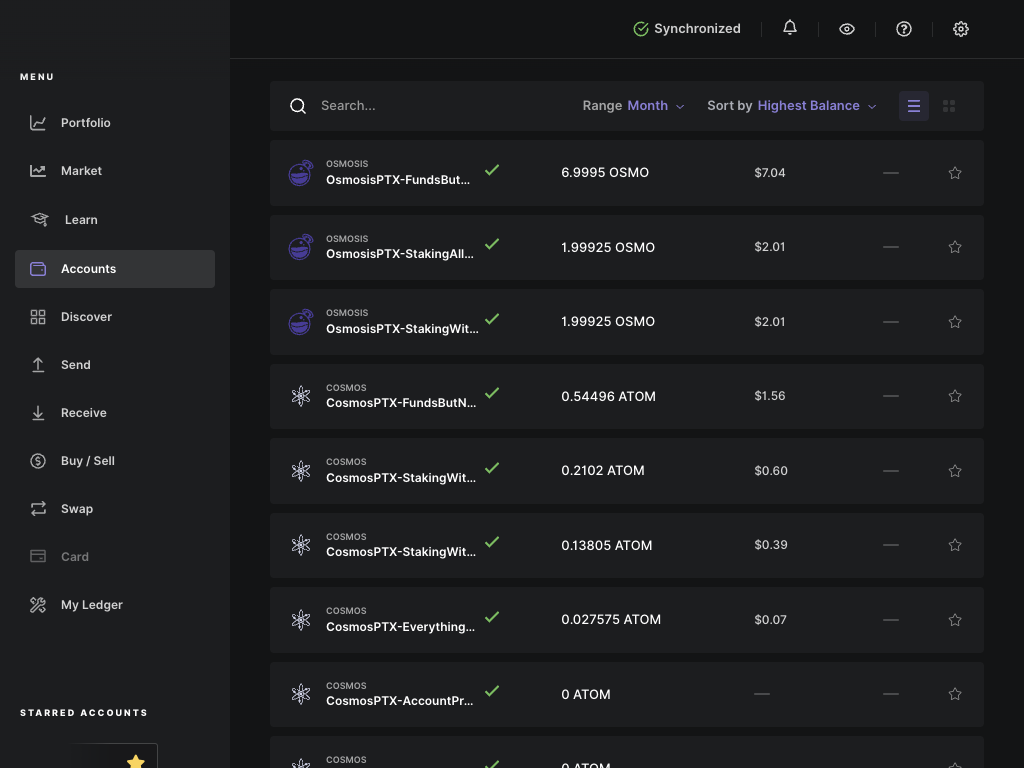 Synchronized
MENU
Portfolio
Market
Learn
Accounts
Discover
Send
Receive
Buy / Sell
Swap
Card
My Ledger
STARRED ACCOUNTS
Search...
Range Month
Sort by Highest Balance
OSMOSIS
OsmosisPTX-FundsBut...
6.9995 OSMO
$7.04
—
OSMOSIS
OsmosisPTX-StakingAll...
1.99925 OSMO
$2.01
—
OSMOSIS
OsmosisPTX-StakingWit...
1.99925 OSMO
$2.01
—
COSMOS
CosmosPTX-FundsButN...
0.54496 ATOM
$1.56
—
COSMOS
CosmosPTX-StakingWit...
0.2102 ATOM
$0.60
—
COSMOS
CosmosPTX-StakingWit...
0.13805 ATOM
$0.39
—
COSMOS
CosmosPTX-Everything...
0.027575 ATOM
$0.07
—
COSMOS
CosmosPTX-AccountPr...
0 ATOM
—
—
COSMOS
0 ATOM